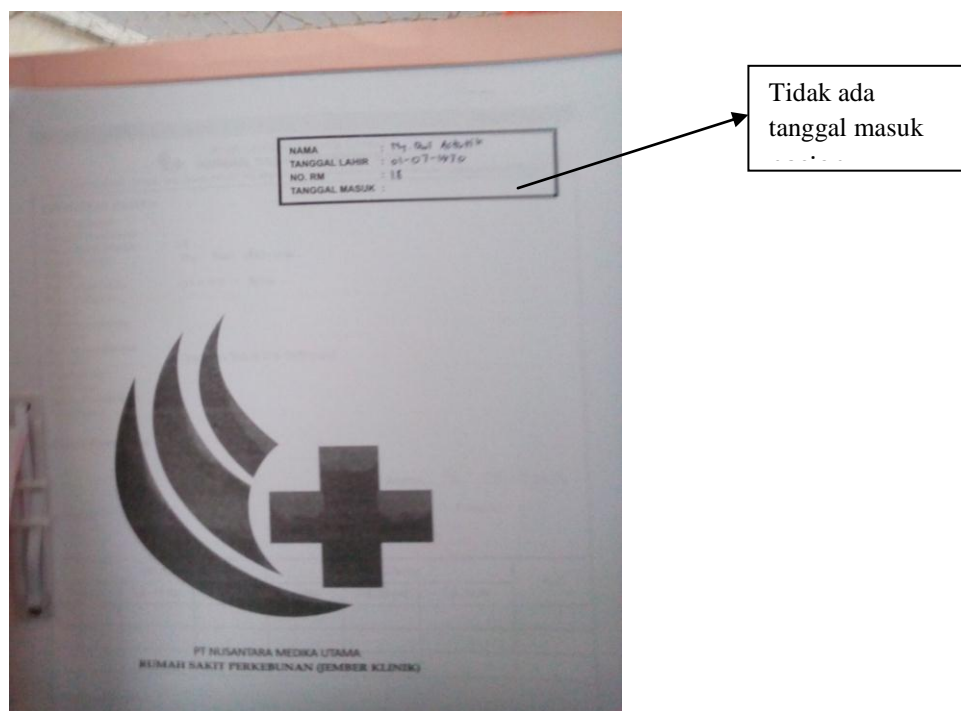 NAMA :
TANGGAL LAHIR : 01-07-1970
NO. RM : 18
TANGGAL MASUK :
Tidak ada
tanggal masuk
PT NUSANTARA MEDIKA UTAMA
RUMAH SAKIT PERKEBUNAN (JEMBER KLINIK)